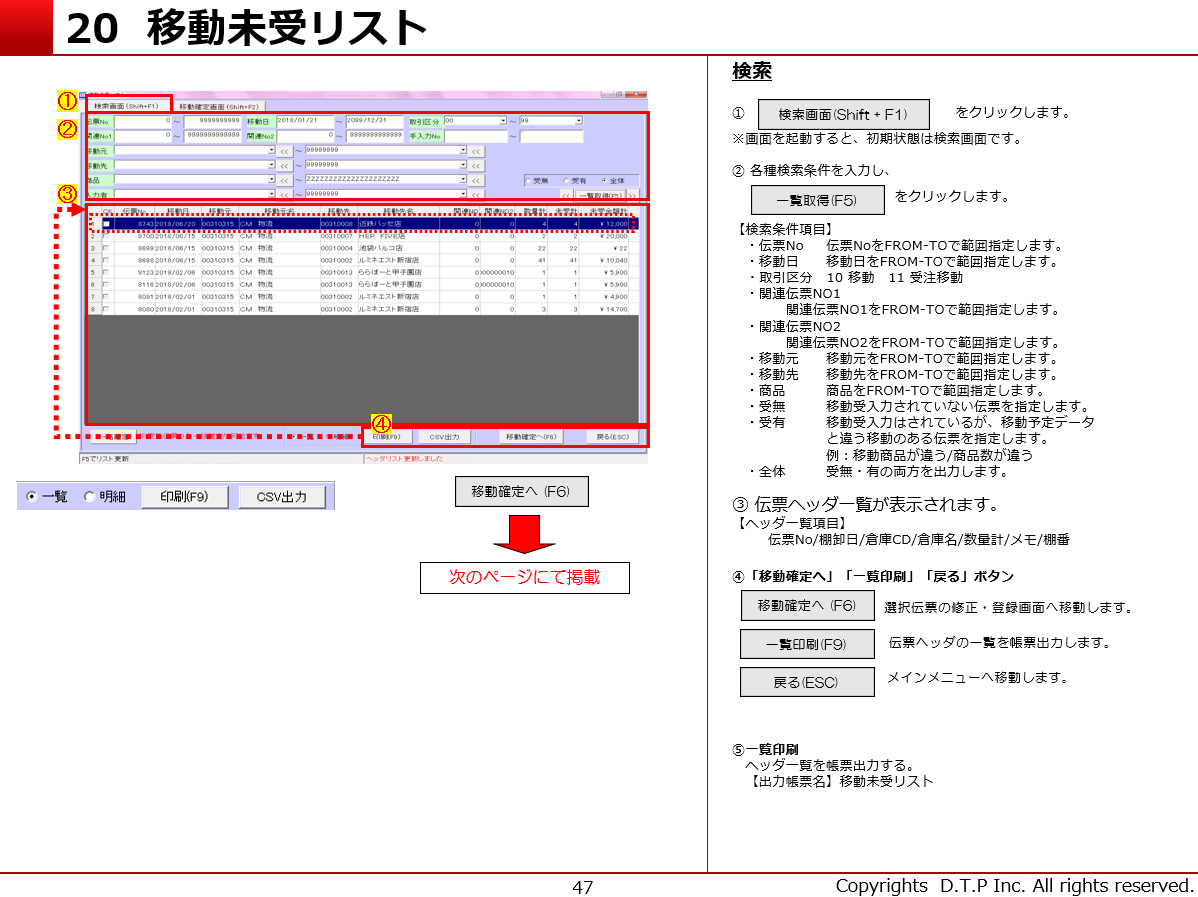 20 移動未受リスト
①
検索画面(Shift+F1) 移動確定画面(Shift+F2)
②
伝票No 0 ～ 9999999999 移動日 2018/01/21 ～ 2099/12/31 取引区分 00 ～ 99
関連No1 0 ～ 9999999999999 関連No2 0 ～ 9999999999999 手入力No ～
移動元 << ～ 99999999 <<
移動先 << ～ 99999999 <<
商品 << ～ ZZZZZZZZZZZZZZZZZZZZZZ << 受無 受有 全体
入力者 << ～ 99999999 << << 一覧取得(F5) >>
③
OK 伝票No 移動日 移動元 移動元名 移動先 移動先名 関連NO 関連NO2 数量計 未受計 未受金額計
8743 2018/06/20 00310315 CM 物流 00310008 近鉄パッセ店 0 0 4 4 ¥12,000
2 8700 2018/06/15 00310315 CM 物流 00310007 HEP FIVE店 0 0 2 ¥20,000
3 8699 2018/06/15 00310315 CM 物流 00310004 池袋パルコ店 0 0 22 22 ¥22
4 8698 2018/06/15 00310315 CM 物流 00310002 ルミネエスト新宿店 0 0 41 41 ¥10,040
5 8123 2018/02/06 00310315 CM 物流 00310013 ららぽーと甲子園店 0 00000010 1 1 ¥5,900
6 8116 2018/02/06 00310315 CM 物流 00310013 ららぽーと甲子園店 0 00000010 1 1 ¥5,900
7 8081 2018/02/01 00310315 CM 物流 00310002 ルミネエスト新宿店 0 0 1 1 ¥4,900
8 8080 2018/02/01 00310315 CM 物流 00310002 ルミネエスト新宿店 0 0 3 3 ¥14,700
④
印刷(F9) CSV出力 移動確定へ(F6) 戻る(ESC)
F5でリスト更新 ヘッダリスト更新しました
一覧 明細 印刷(F9) CSV出力
移動確定へ (F6)
次のページにて掲載
検索
① 検索画面(Shift + F1) をクリックします。
※画面を起動すると、初期状態は検索画面です。
② 各種検索条件を入力し、
一覧取得(F5) をクリックします。
【検索条件項目】
・伝票No 伝票NoをFROM-TOで範囲指定します。
・移動日 移動日をFROM-TOで範囲指定します。
・取引区分 10 移動 11 受注移動
・関連伝票NO1
関連伝票NO1をFROM-TOで範囲指定します。
・関連伝票NO2
関連伝票NO2をFROM-TOで範囲指定します。
・移動元 移動元をFROM-TOで範囲指定します。
・移動先 移動先をFROM-TOで範囲指定します。
・商品 商品をFROM-TOで範囲指定します。
・受無 移動受入力されていない伝票を指定します。
・受有 移動受入力はされているが、移動予定データ
と違う移動のある伝票を指定します。
例：移動商品が違う/商品数が違う
・全体 受無・有の両方を出力します。
③ 伝票ヘッダ一覧が表示されます。
【ヘッダ一覧項目】
伝票No/棚卸日/倉庫CD/倉庫名/数量計/メモ/棚番
④「移動確定へ」「一覧印刷」「戻る」ボタン
移動確定へ (F6) 選択伝票の修正・登録画面へ移動します。
一覧印刷(F9) 伝票ヘッダの一覧を帳票出力します。
戻る(ESC) メインメニューへ移動します。
⑤一覧印刷
ヘッダ一覧を帳票出力する。
【出力帳票名】移動未受リスト
47
Copyrights D.T.P Inc. All rights reserved.